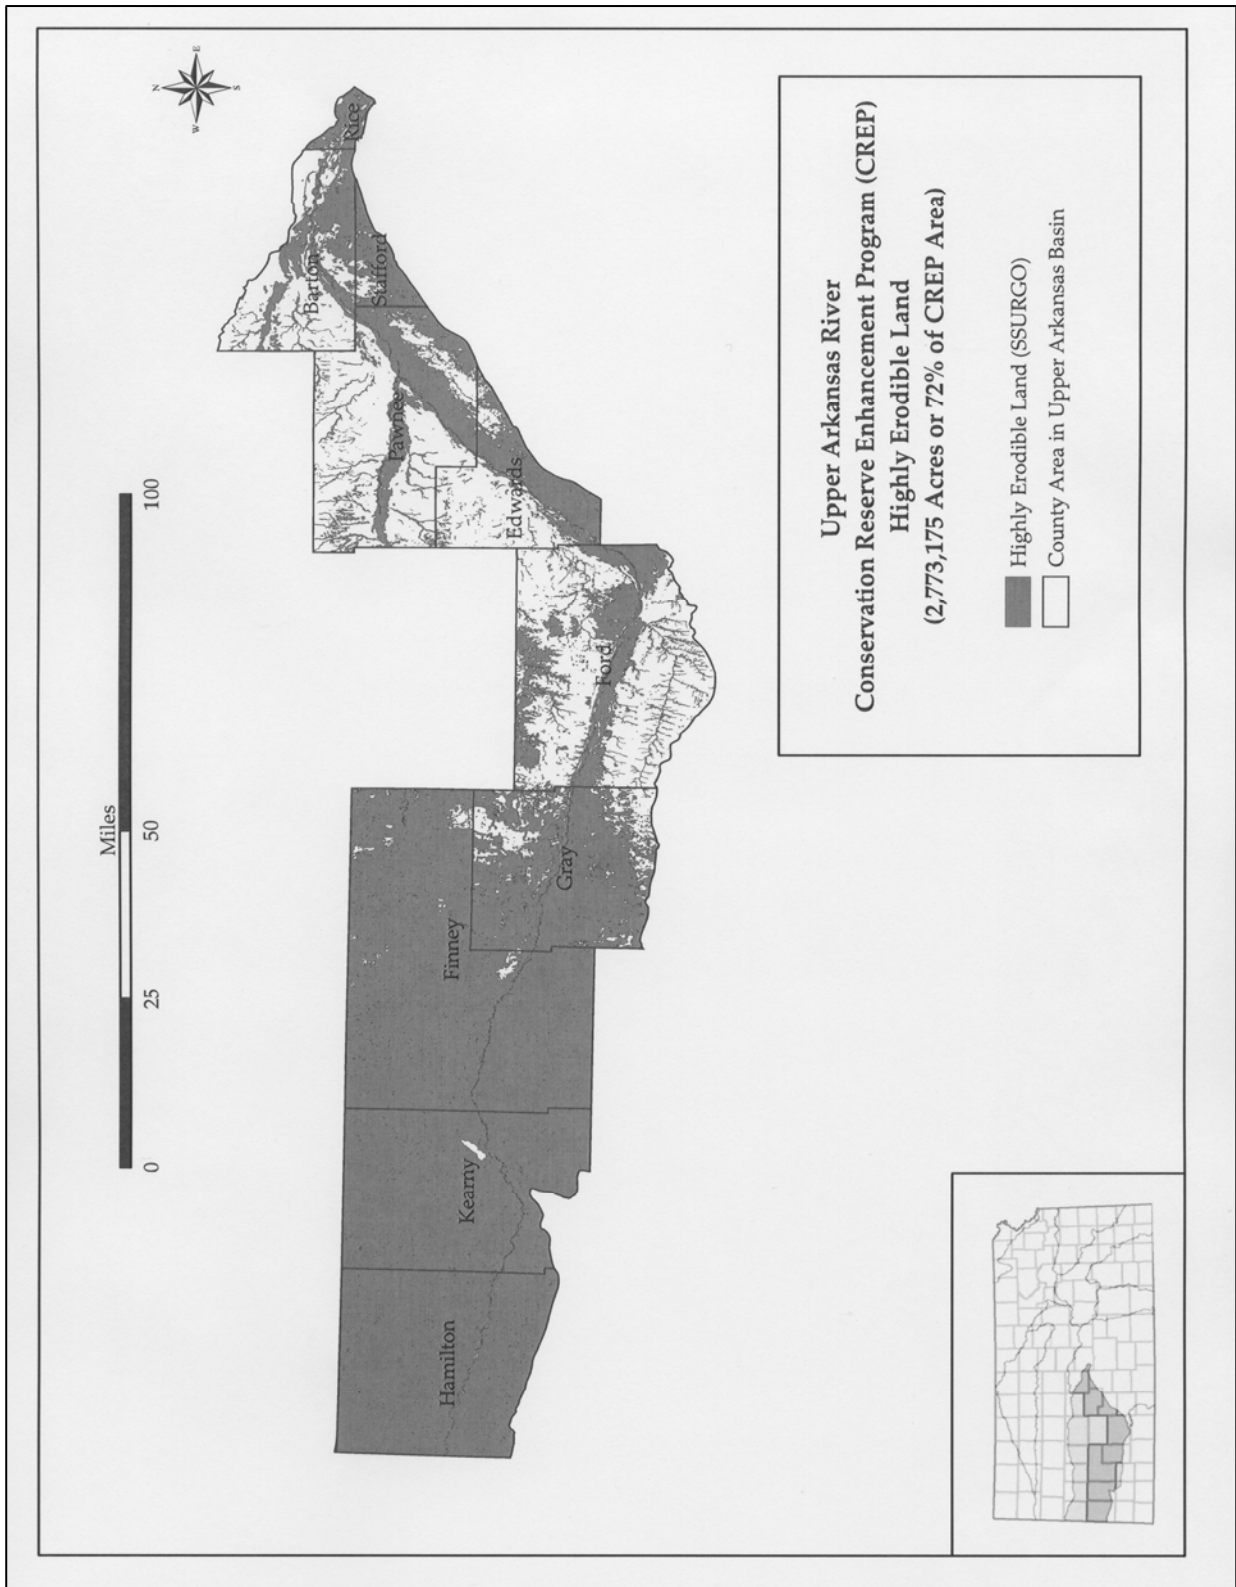 N
E
S
W
Miles
0
25
50
100
Hamilton
Kearny
Finney
Gray
Ford
Edwards
Pawnee
Barton
Stafford
Rice
Upper Arkansas River
Conservation Reserve Enhancement Program (CREP)
Highly Erodible Land
(2,773,175 Acres or 72% of CREP Area)
Highly Erodible Land (SSURGO)
County Area in Upper Arkansas Basin